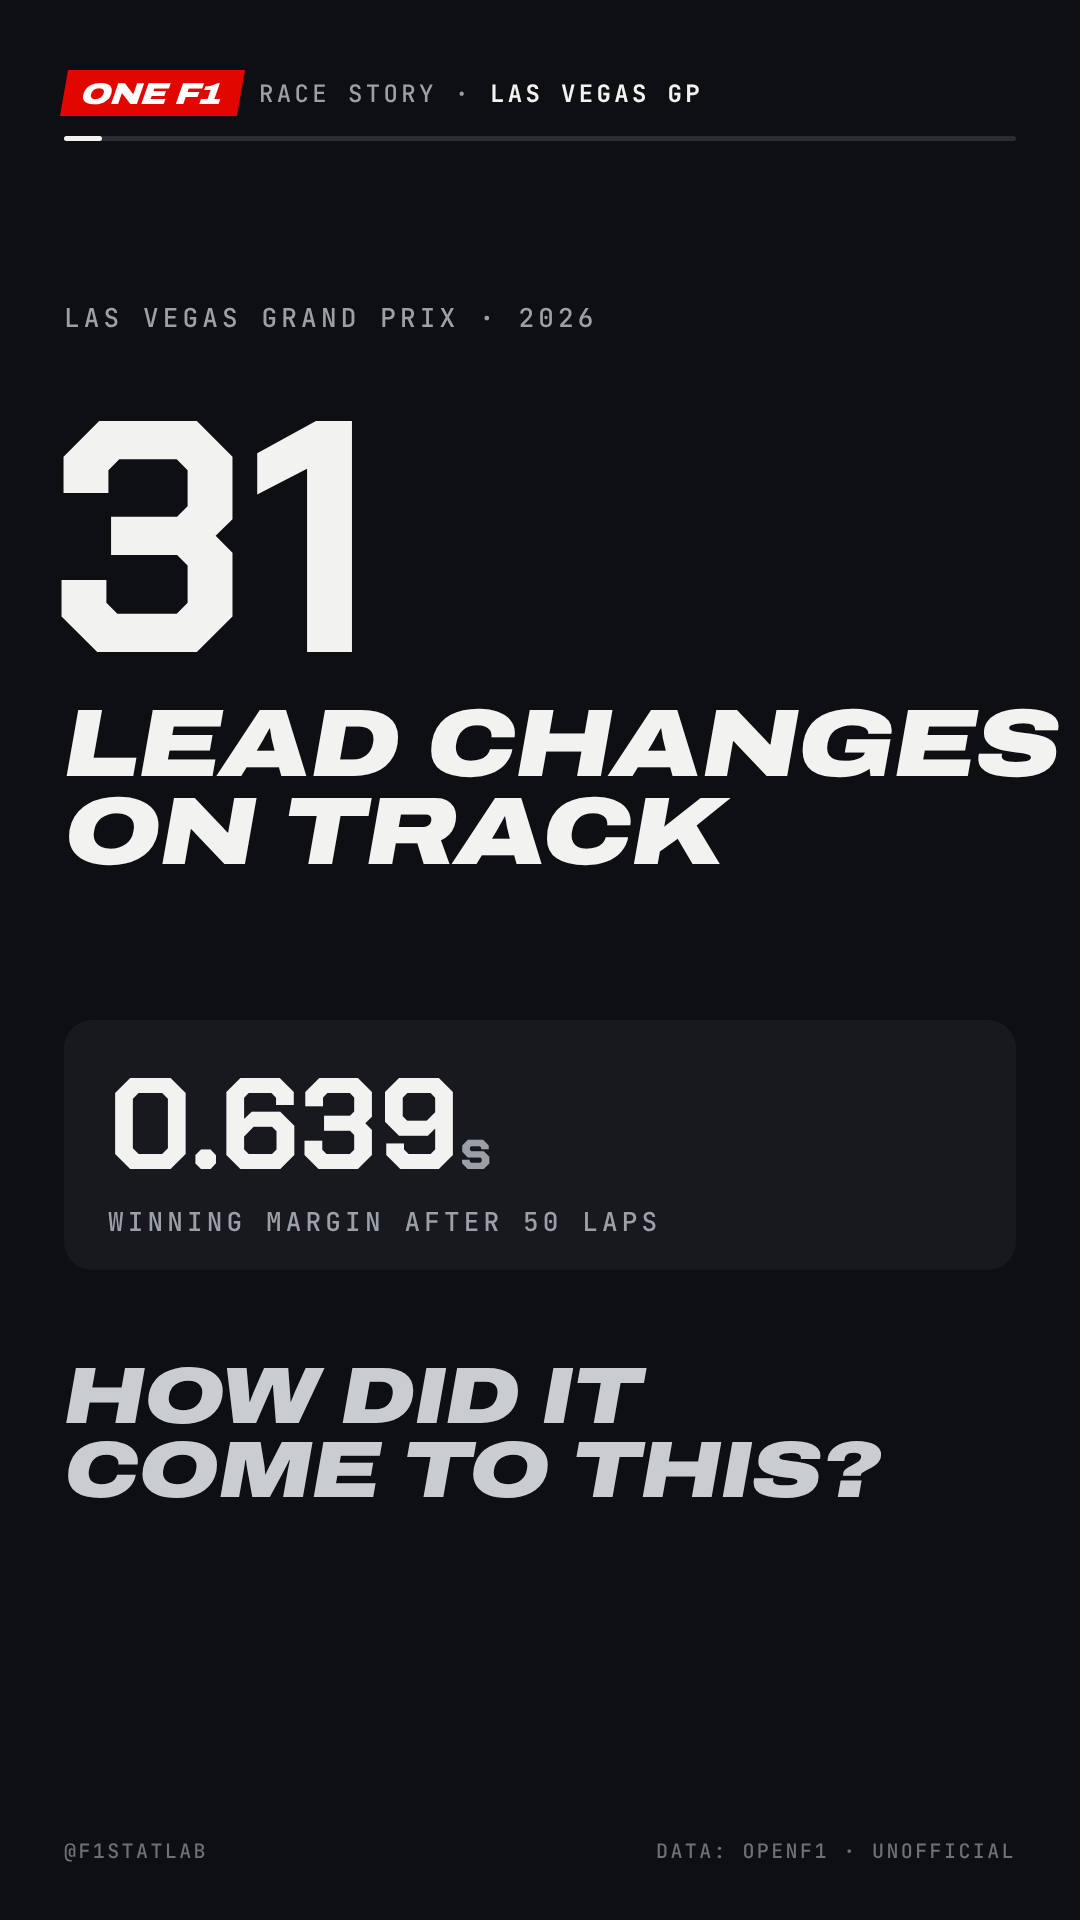 ONE F1 RACE STORY · LAS VEGAS GP
LAS VEGAS GRAND PRIX · 2026
31
LEAD CHANGES
ON TRACK
0.639s
WINNING MARGIN AFTER 50 LAPS
HOW DID IT
COME TO THIS?
@F1STATLAB
DATA: OPENF1 · UNOFFICIAL